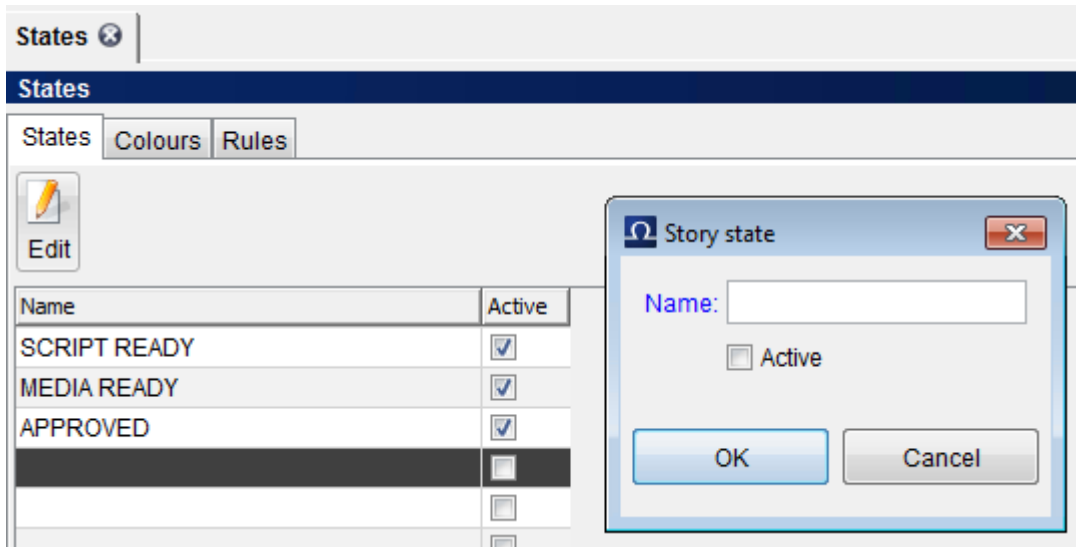 States
States
States Colours Rules
Edit
Name Active
SCRIPT READY
MEDIA READY
APPROVED
Story state
Name:
Active
OK Cancel